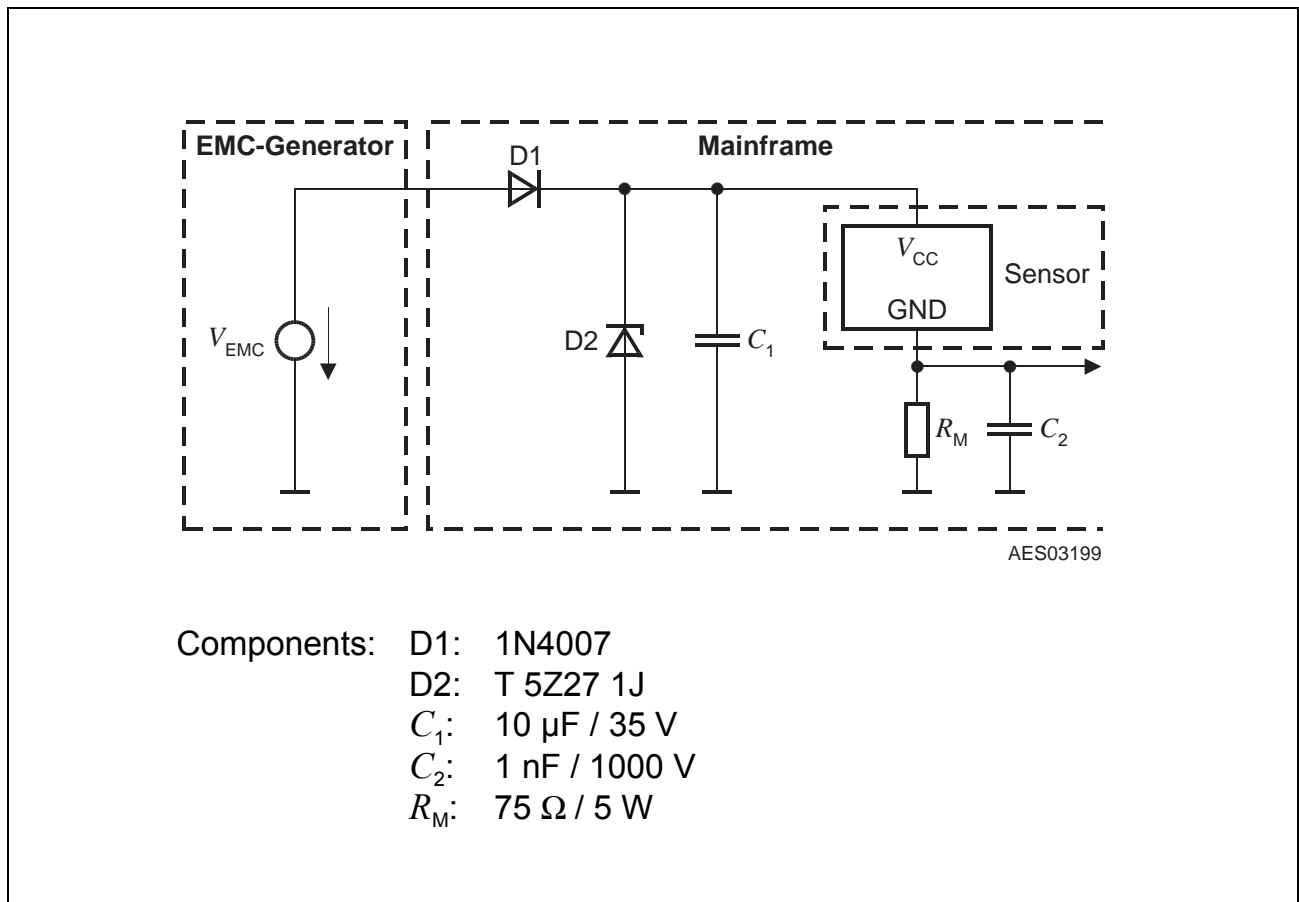 EMC-Generator
Mainframe
D1
V_CC
Sensor
GND
V_EMC
D2
C_1
R_M
C_2
AES03199
Components: D1: 1N4007
D2: T 5Z27 1J
C_1: 10 µF / 35 V
C_2: 1 nF / 1000 V
R_M: 75 Ω / 5 W